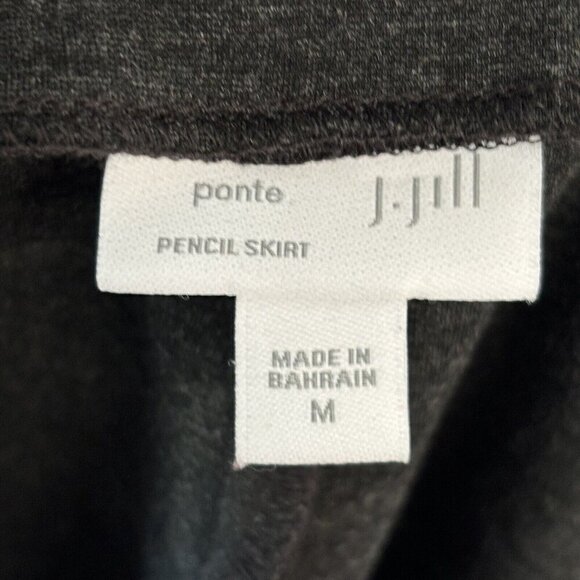 ponte
j.jill
PENCIL SKIRT
MADE IN
BAHRAIN
M